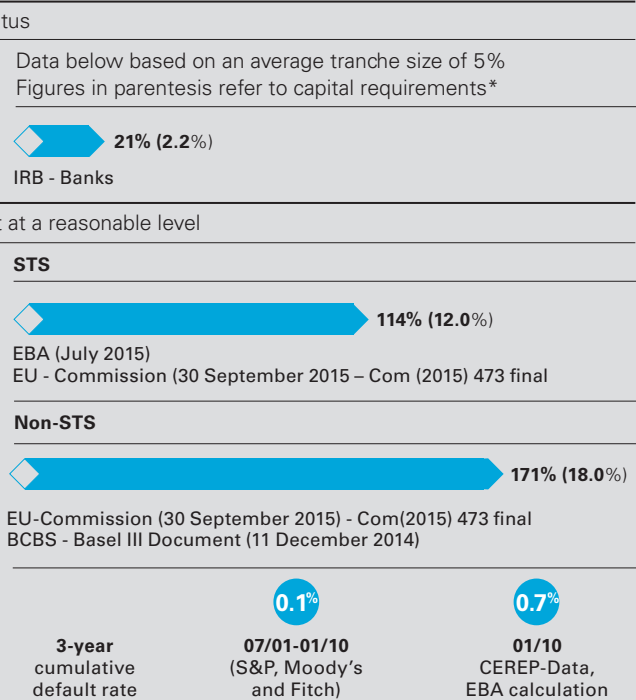 tus
Data below based on an average tranche size of 5%
Figures in parentesis refer to capital requirements*
21% (2.2%)
IRB - Banks
t at a reasonable level
STS
114% (12.0%)
EBA (July 2015)
EU - Commission (30 September 2015 – Com (2015) 473 final
Non-STS
171% (18.0%)
EU-Commission (30 September 2015) - Com(2015) 473 final
BCBS - Basel III Document (11 December 2014)
0.1%
0.7%
3-year
cumulative
default rate
07/01-01/10
(S&P, Moody's
and Fitch)
01/10
CEREP-Data,
EBA calculation